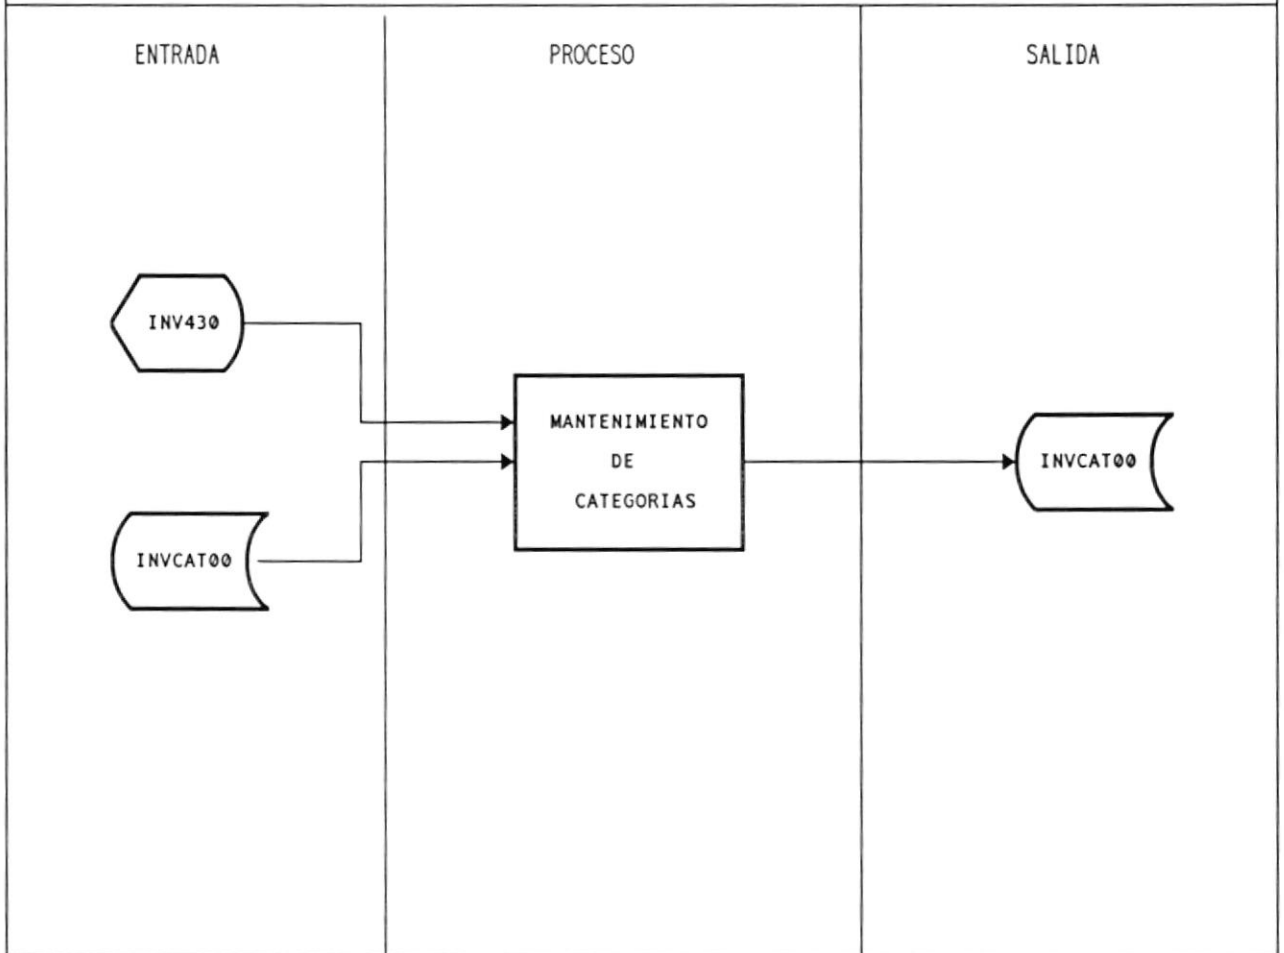 ENTRADA
PROCESO
SALIDA
INV430
MANTENIMIENTO
DE
CATEGORIAS
INVCAT00
INVCAT00